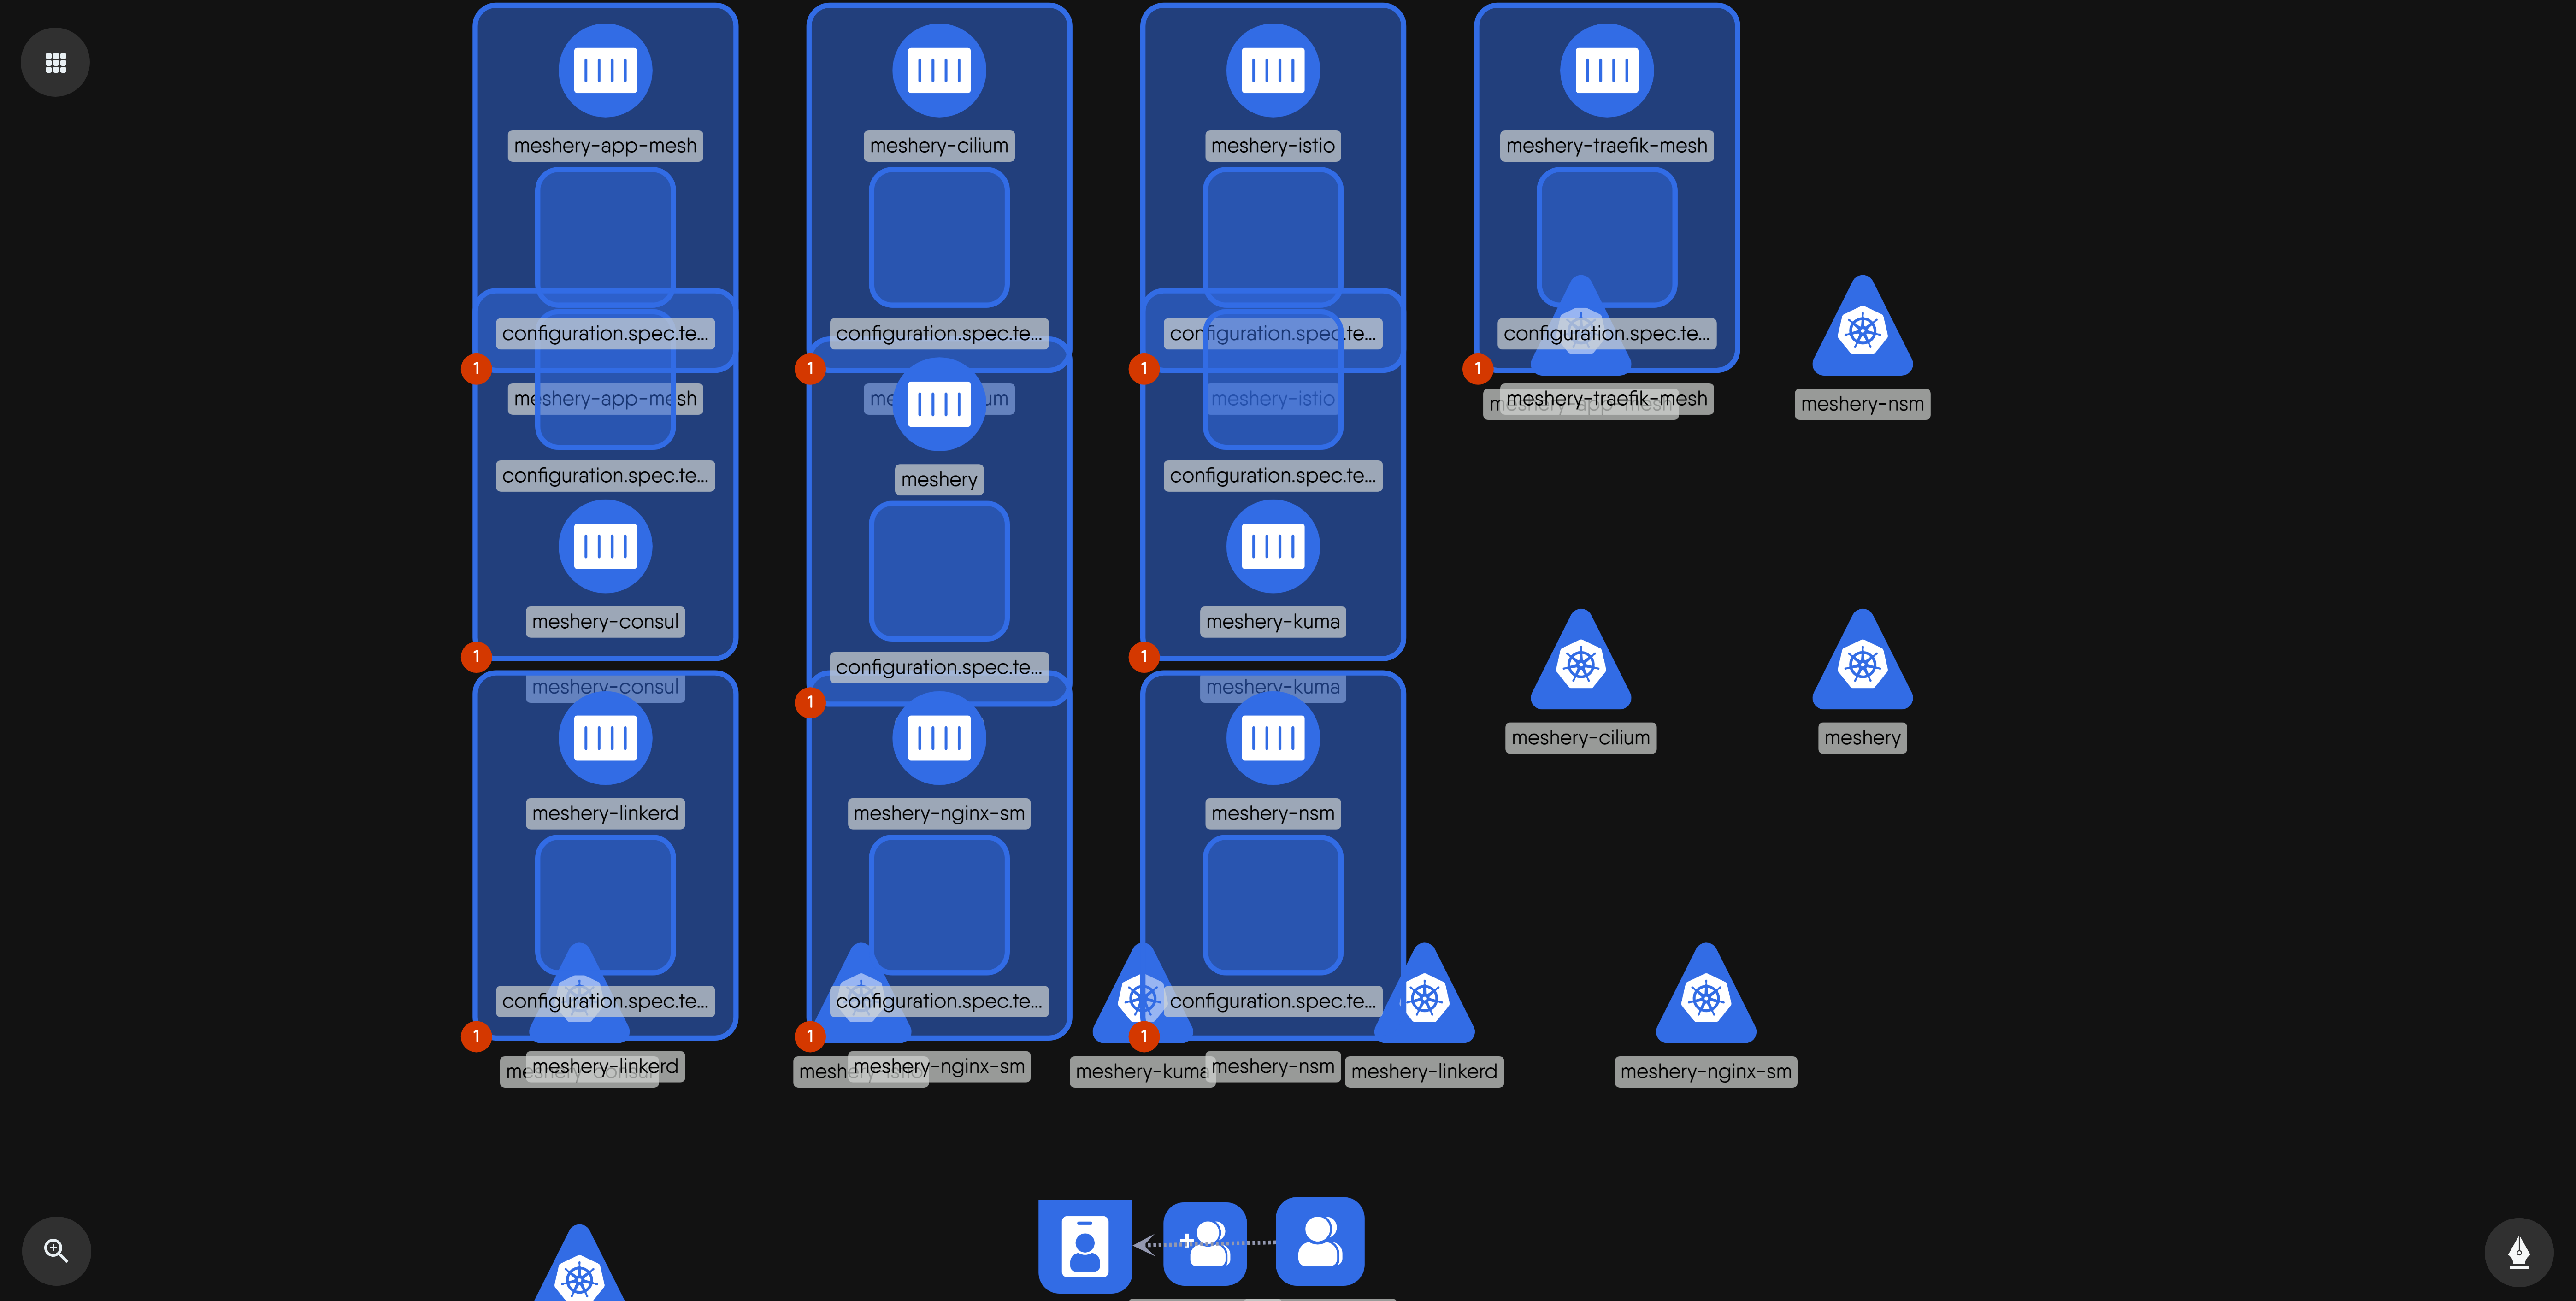 meshery-app-mesh
meshery-cilium
meshery-istio
meshery-traefik-mesh
configuration.spec.te...
configuration.spec.te...
configuration.spec.te...
configuration.spec.te...
1
1
1
1
meshery-app-mesh
meshery-istio
meshery-traefik-mesh
meshery-nsm
configuration.spec.te...
meshery
configuration.spec.te...
meshery-consul
meshery-kuma
1
configuration.spec.te...
1
meshery-consul
1
meshery-kuma
meshery-cilium
meshery
meshery-linkerd
meshery-nginx-sm
meshery-nsm
configuration.spec.te...
configuration.spec.te...
configuration.spec.te...
1
1
1
meshery-linkerd
meshery-nginx-sm
meshery-kuma
meshery-nsm
meshery-linkerd
meshery-nginx-sm